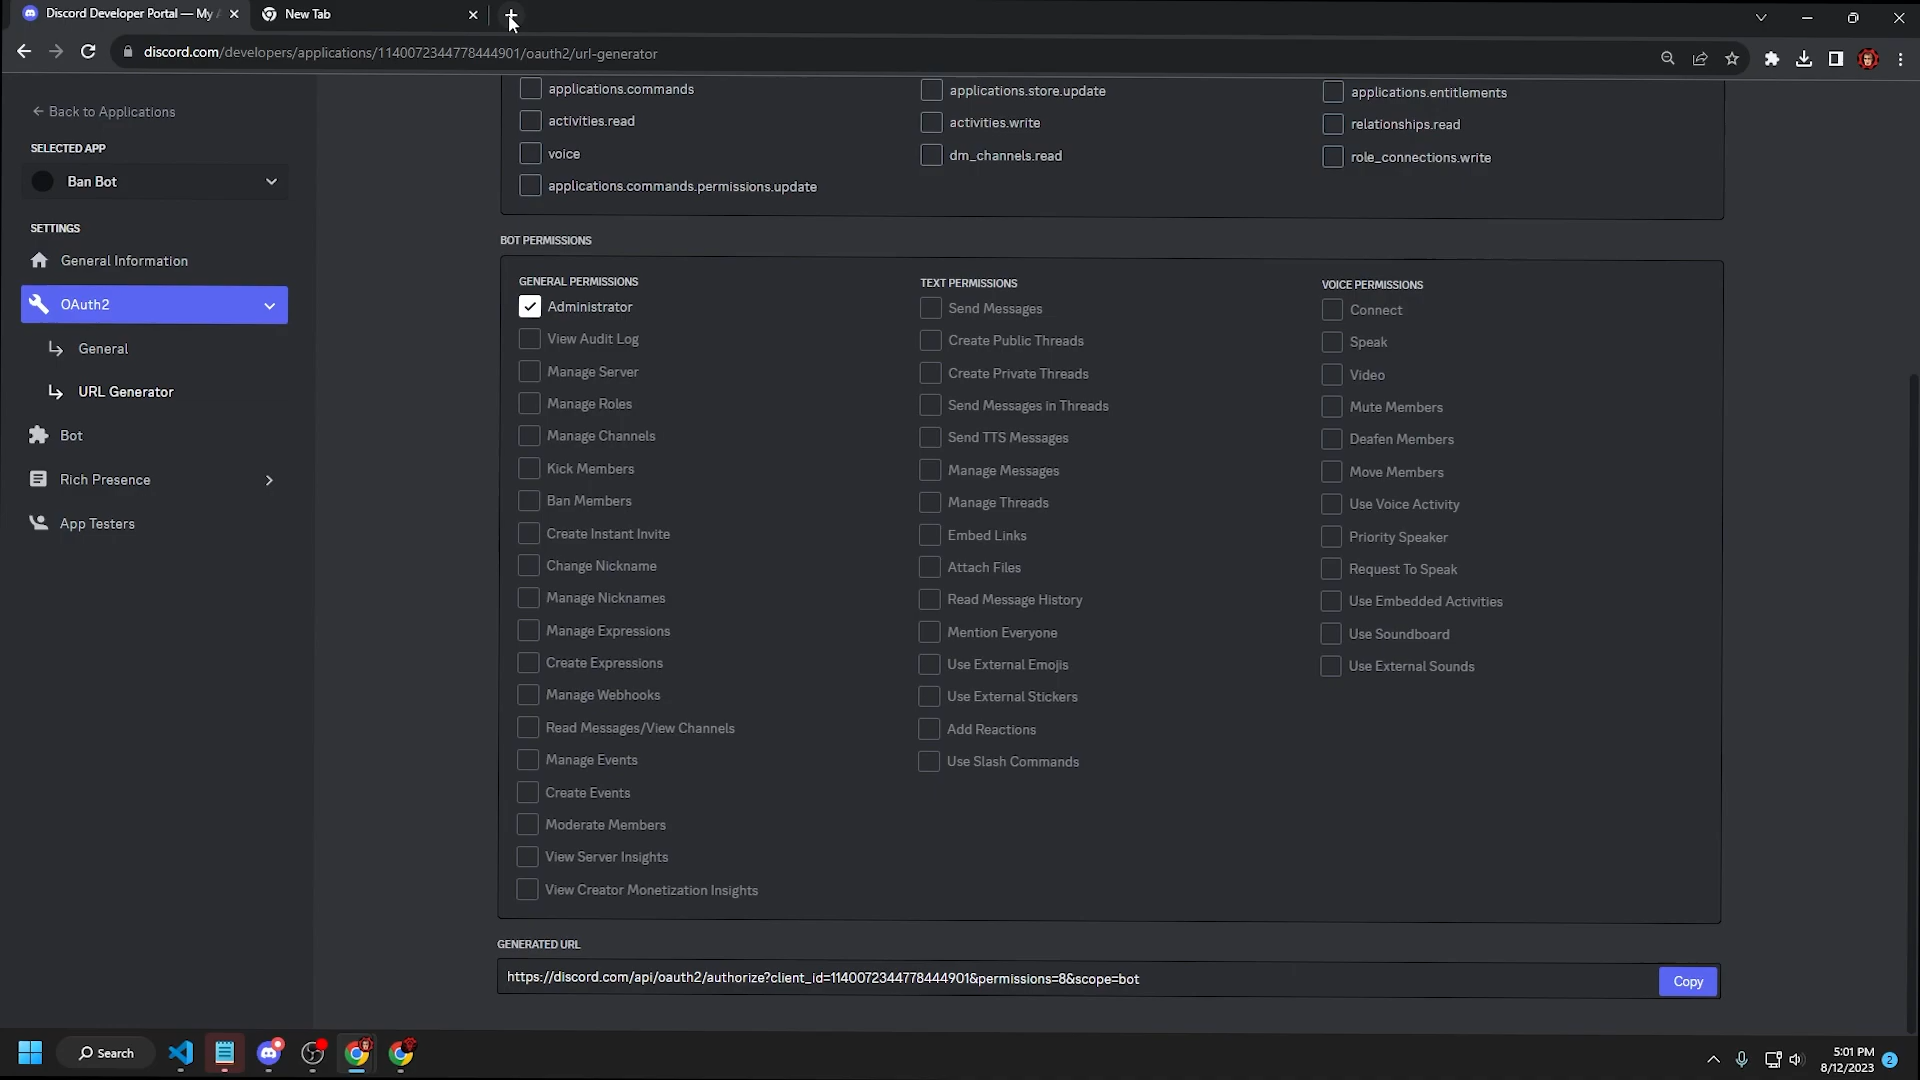 Discord Developer Portal — My A
New Tab
discord.com/developers/applications/1140072344778444901/oauth2/url-generator
Back to Applications
SELECTED APP
Ban Bot
SETTINGS
General Information
OAuth2
General
URL Generator
Bot
Rich Presence
App Testers
applications.commands
applications.store.update
applications.entitlements
activities.read
activities.write
relationships.read
voice
dm_channels.read
role_connections.write
applications.commands.permissions.update
BOT PERMISSIONS
GENERAL PERMISSIONS
Administrator
View Audit Log
Manage Server
Manage Roles
Manage Channels
Kick Members
Ban Members
Create Instant Invite
Change Nickname
Manage Nicknames
Manage Expressions
Create Expressions
Manage Webhooks
Read Messages/View Channels
Manage Events
Create Events
Moderate Members
View Server Insights
View Creator Monetization Insights
TEXT PERMISSIONS
Send Messages
Create Public Threads
Create Private Threads
Send Messages in Threads
Send TTS Messages
Manage Messages
Manage Threads
Embed Links
Attach Files
Read Message History
Mention Everyone
Use External Emojis
Use External Stickers
Add Reactions
Use Slash Commands
VOICE PERMISSIONS
Connect
Speak
Video
Mute Members
Deafen Members
Move Members
Use Voice Activity
Priority Speaker
Request To Speak
Use Embedded Activities
Use Soundboard
Use External Sounds
GENERATED URL
https://discord.com/api/oauth2/authorize?client_id=1140072344778444901&permissions=8&scope=bot
Copy
Search
5:01 PM
8/12/2023
2